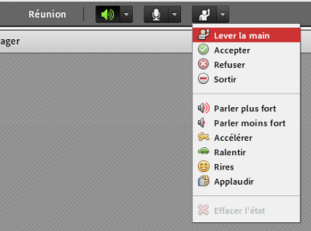 Réunion
ager
Lever la main
Accepter
Refuser
Sortir
Parler plus fort
Parler moins fort
Accélérer
Ralentir
Rires
Applaudir
Effacer l'état